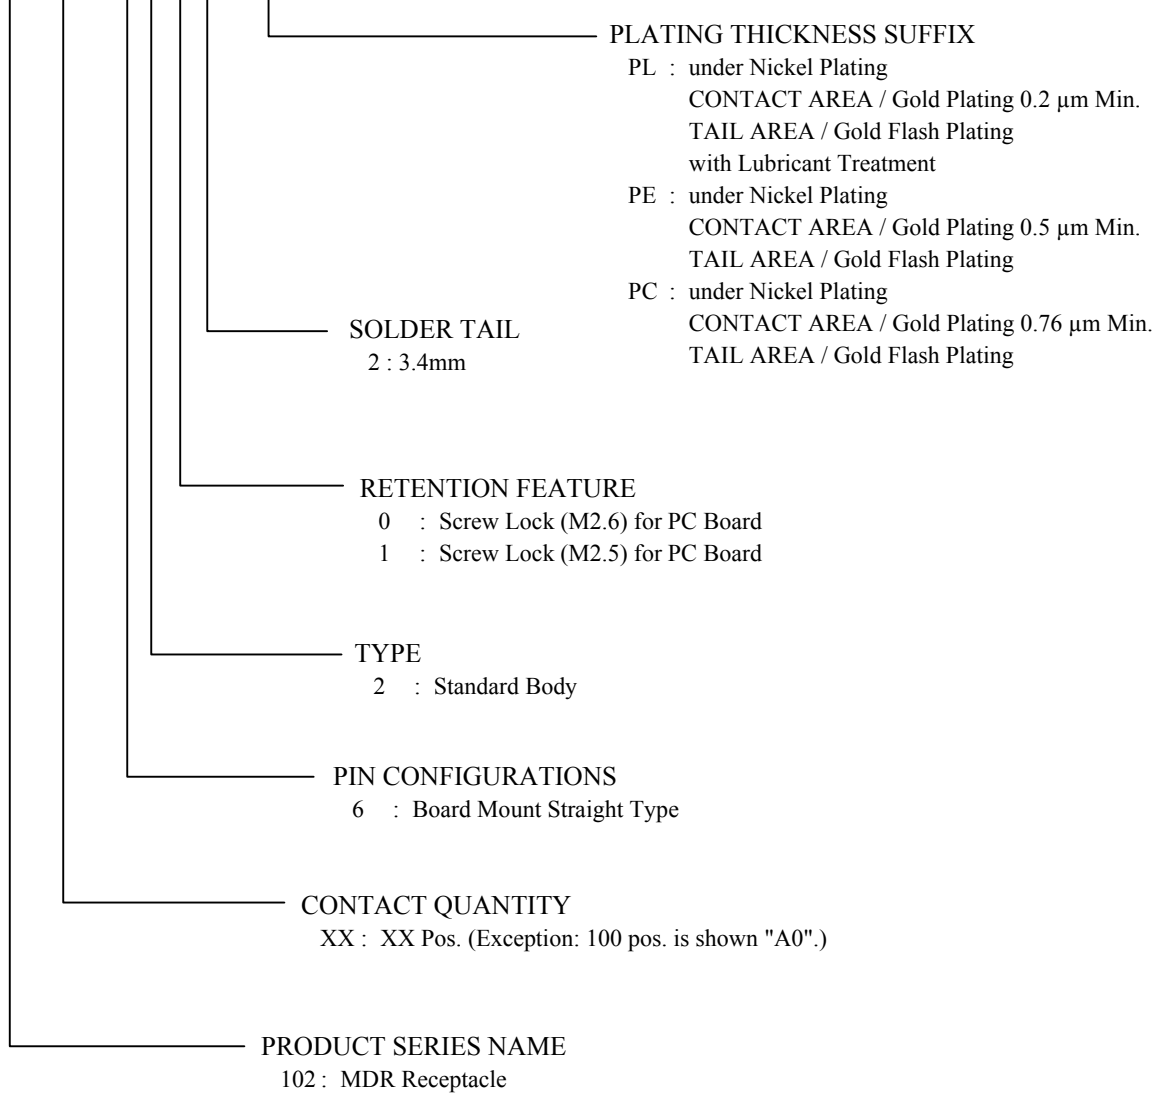 PLATING THICKNESS SUFFIX
PL : under Nickel Plating
CONTACT AREA / Gold Plating 0.2 µm Min.
TAIL AREA / Gold Flash Plating
with Lubricant Treatment
PE : under Nickel Plating
CONTACT AREA / Gold Plating 0.5 µm Min.
TAIL AREA / Gold Flash Plating
PC : under Nickel Plating
CONTACT AREA / Gold Plating 0.76 µm Min.
TAIL AREA / Gold Flash Plating
SOLDER TAIL
2 : 3.4mm
RETENTION FEATURE
0 : Screw Lock (M2.6) for PC Board
1 : Screw Lock (M2.5) for PC Board
TYPE
2 : Standard Body
PIN CONFIGURATIONS
6 : Board Mount Straight Type
CONTACT QUANTITY
XX : XX Pos. (Exception: 100 pos. is shown "A0".)
PRODUCT SERIES NAME
102 : MDR Receptacle